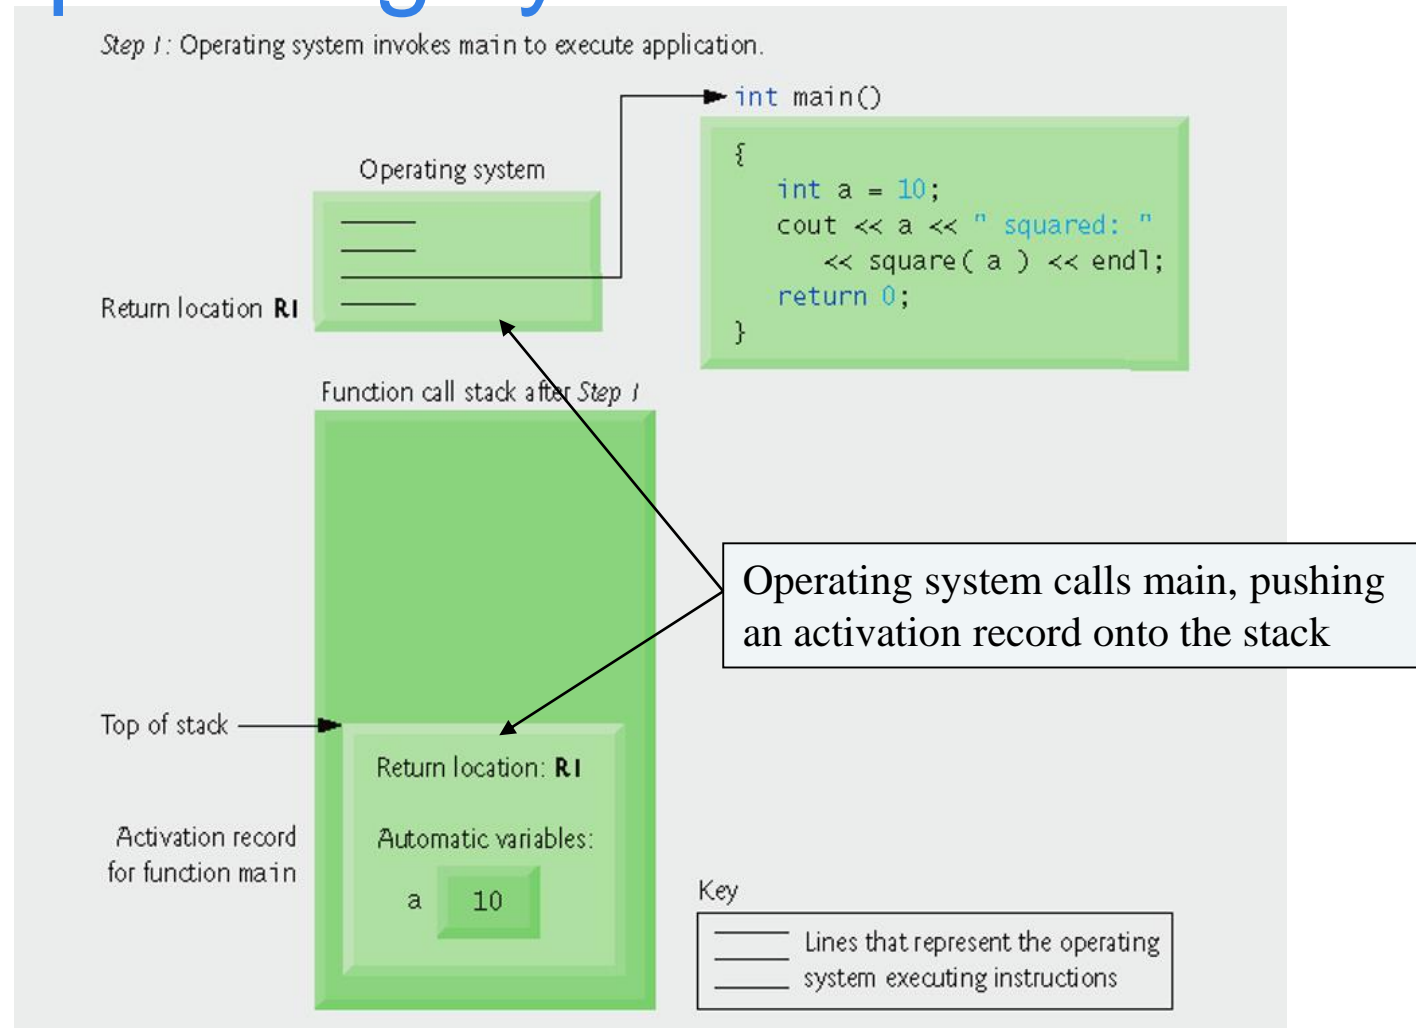 Step 1: Operating system invokes main to execute application.
int main()
{
int a = 10;
cout << a << " squared: "
<< square( a ) << endl;
return 0;
}
Operating system
Return location R1
Function call stack after Step 1
Operating system calls main, pushing
an activation record onto the stack
Top of stack
Return location: R1
Activation record
for function main
Automatic variables:
a 10
Key
Lines that represent the operating
system executing instructions